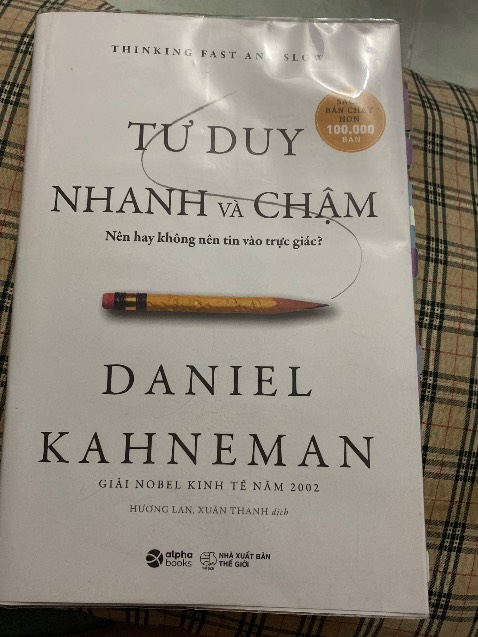 THINKING FAST AND SLOW
SÁCH
BÁN CHẠY
HƠN
100.000
BẢN
TƯ DUY
NHANH VÀ CHẬM
Nên hay không nên tin vào trực giác?
DANIEL
KAHNEMAN
GIẢI NOBEL KINH TẾ NĂM 2002
HƯƠNG LAN, XUÂN THANH dịch
alpha
books
NHÀ XUẤT BẢN
THẾ GIỚI